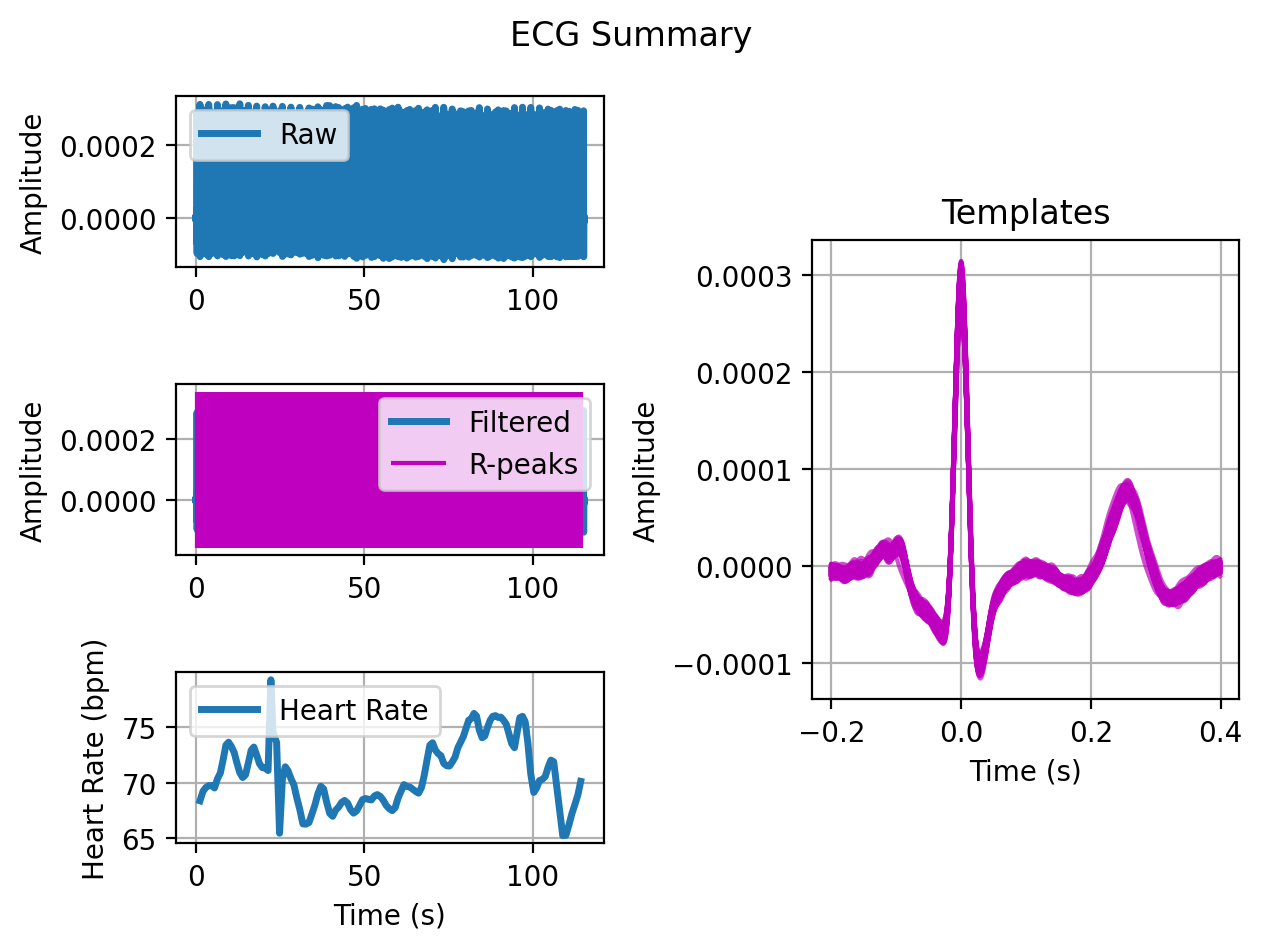 ECG Summary
Amplitude
0.0002
0.0000
Raw
0
50
100
Amplitude
0.0002
0.0000
Filtered
R-peaks
0
50
100
Heart Rate (bpm)
75
70
65
Heart Rate
0
50
100
Time (s)
Templates
Amplitude
0.0003
0.0002
0.0001
0.0000
−0.0001
−0.2
0.0
0.2
0.4
Time (s)